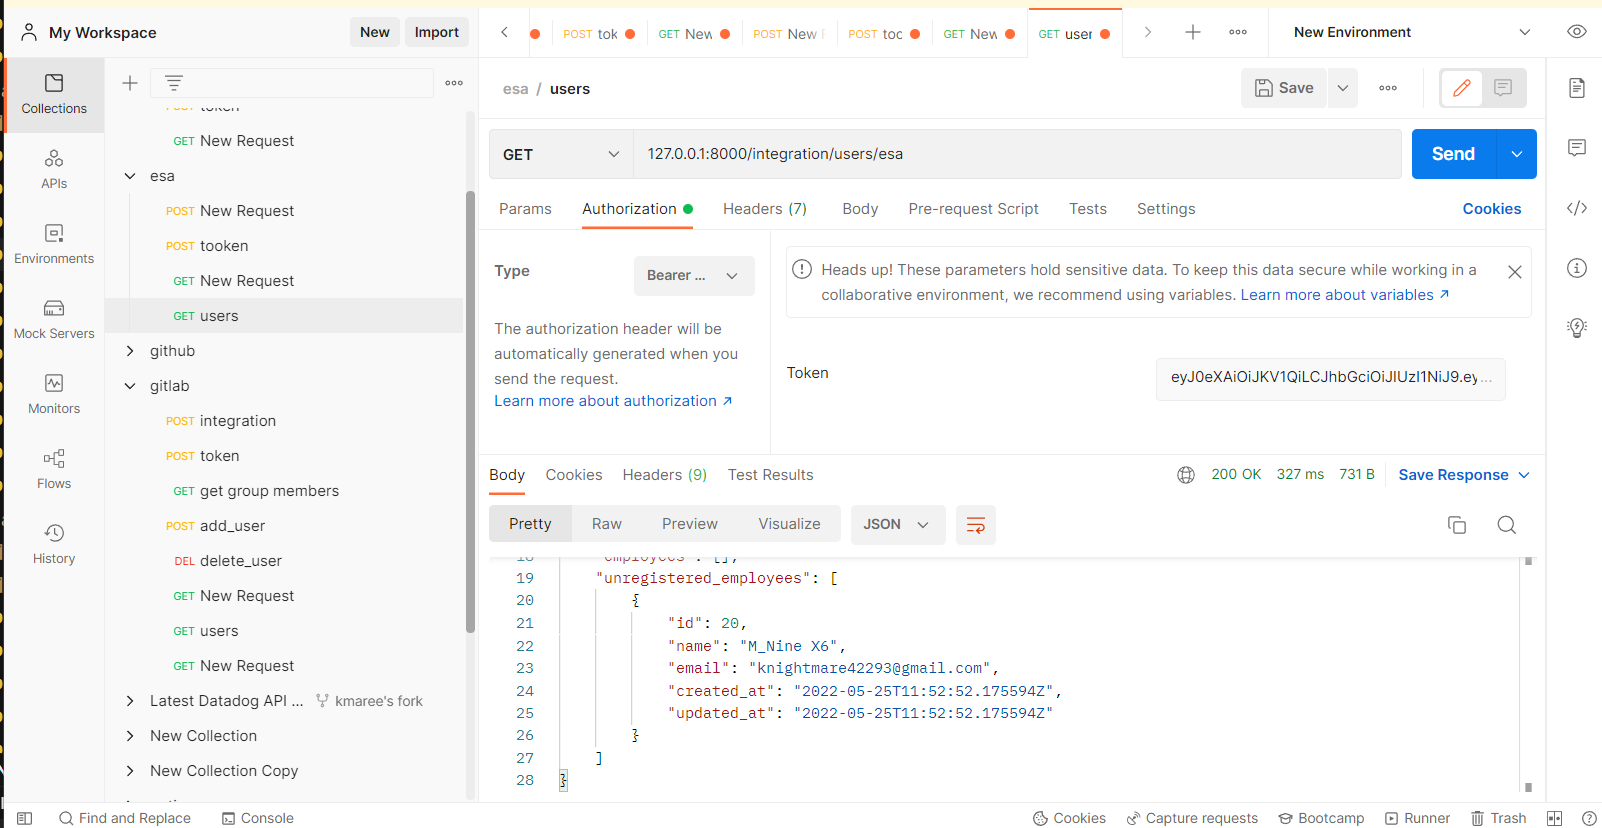 My Workspace
New
Import
POST tok
GET New
POST New
POST toc
GET New
GET user
New Environment
Collections
APIs
Environments
Mock Servers
Monitors
Flows
History
token
GET New Request
esa
POST New Request
POST tooken
GET New Request
GET users
github
gitlab
POST integration
POST token
GET get group members
POST add_user
DEL delete_user
GET New Request
GET users
GET New Request
Latest Datadog API ... kmaree's fork
New Collection
New Collection Copy
esa / users
Save
GET
127.0.0.1:8000/integration/users/esa
Send
Params
Authorization
Headers (7)
Body
Pre-request Script
Tests
Settings
Cookies
Type
Bearer ...
The authorization header will be
automatically generated when you
send the request.
Learn more about authorization ↗
Heads up! These parameters hold sensitive data. To keep this data secure while working in a
collaborative environment, we recommend using variables. Learn more about variables ↗
Token
eyJ0eXAiOiJKV1QiLCJhbGciOiJIUzI1NiJ9.ey...
Body
Cookies
Headers (9)
Test Results
200 OK
327 ms
731 B
Save Response
Pretty
Raw
Preview
Visualize
JSON
18 "employees": [],
19 "unregistered_employees": [
20 {
21 "id": 20,
22 "name": "M_Nine X6",
23 "email": "knightmare42293@gmail.com",
24 "created_at": "2022-05-25T11:52:52.175594Z",
25 "updated_at": "2022-05-25T11:52:52.175594Z"
26 }
27 ]
28 }
Find and Replace
Console
Cookies
Capture requests
Bootcamp
Runner
Trash